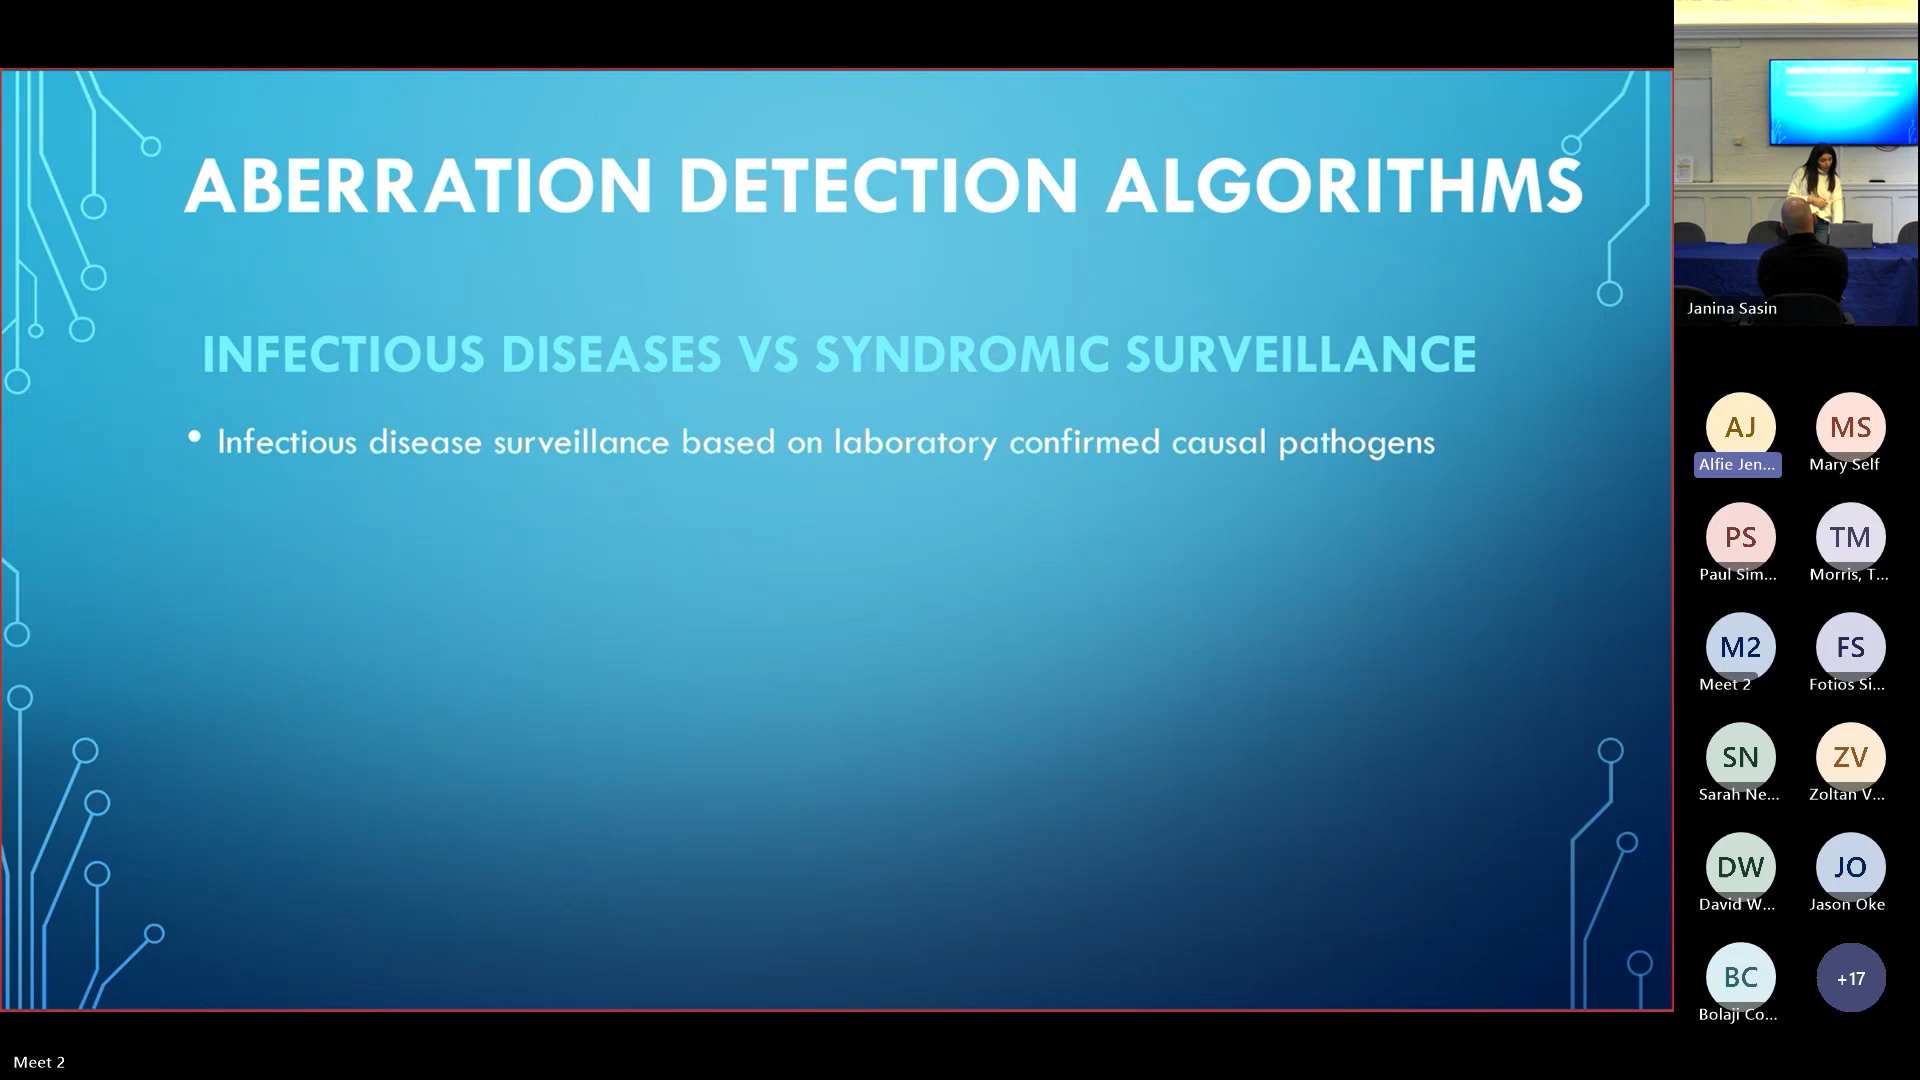 ABERRATION DETECTION ALGORITHMS
INFECTIOUS DISEASES VS SYNDROMIC SURVEILLANCE
• Infectious disease surveillance based on laboratory confirmed causal pathogens
Janina Sasin
AJ
Alfie Jen...
MS
Mary Self
PS
Paul Sim...
TM
Morris, T...
M2
Meet 2
FS
Fotios Si...
SN
Sarah Ne...
ZV
Zoltan V...
DW
David W...
JO
Jason Oke
BC
Bolaji Co...
+17
Meet 2